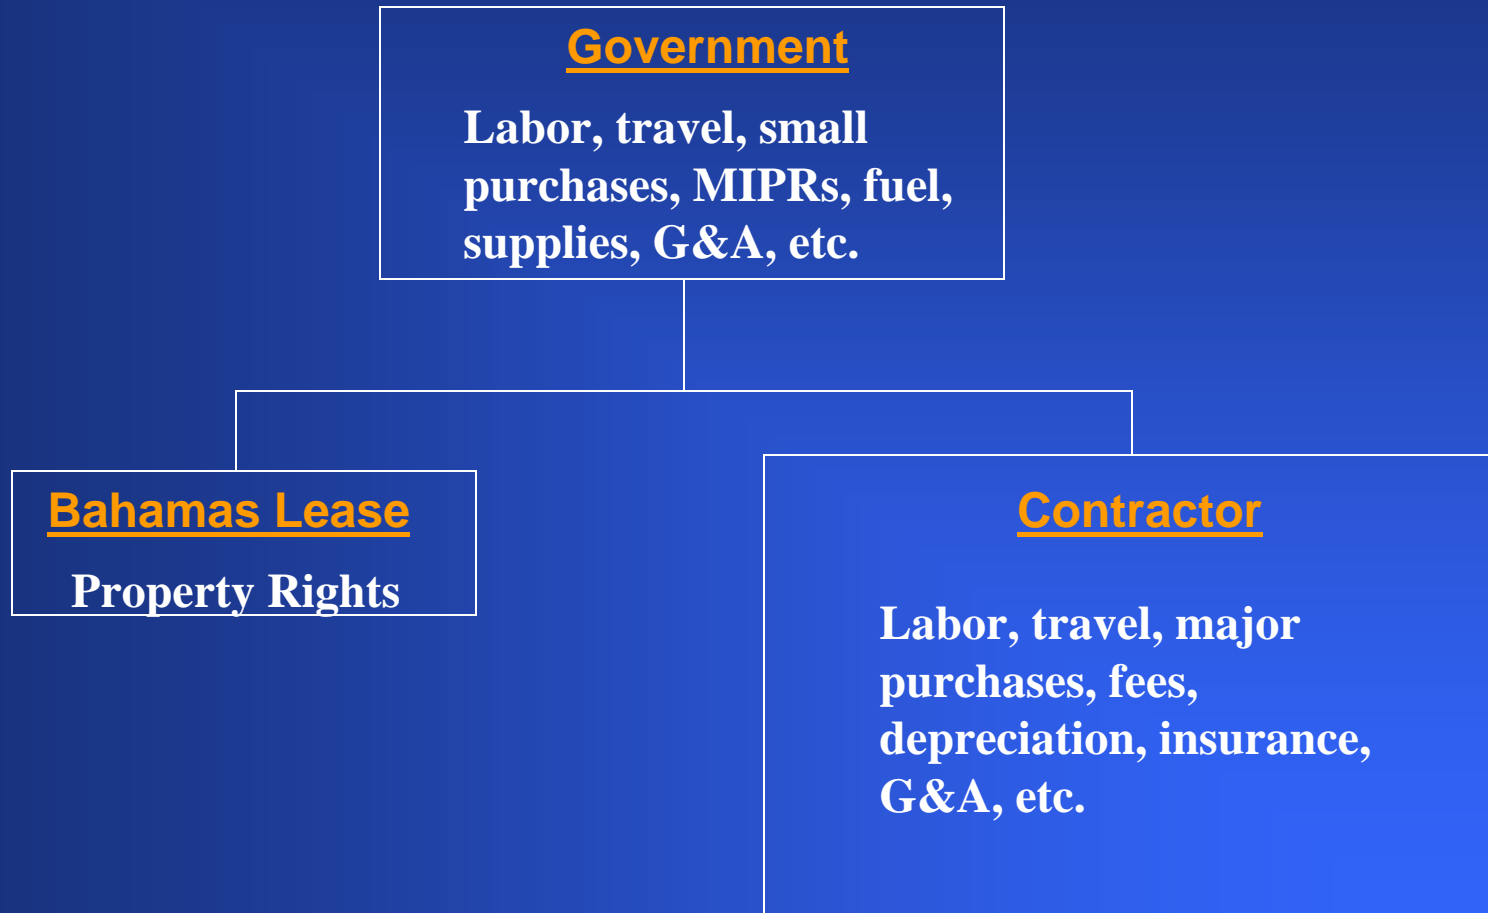 Government
Labor, travel, small
purchases, MIPRs, fuel,
supplies, G&A, etc.
Bahamas Lease
Property Rights
Contractor
Labor, travel, major
purchases, fees,
depreciation, insurance,
G&A, etc.